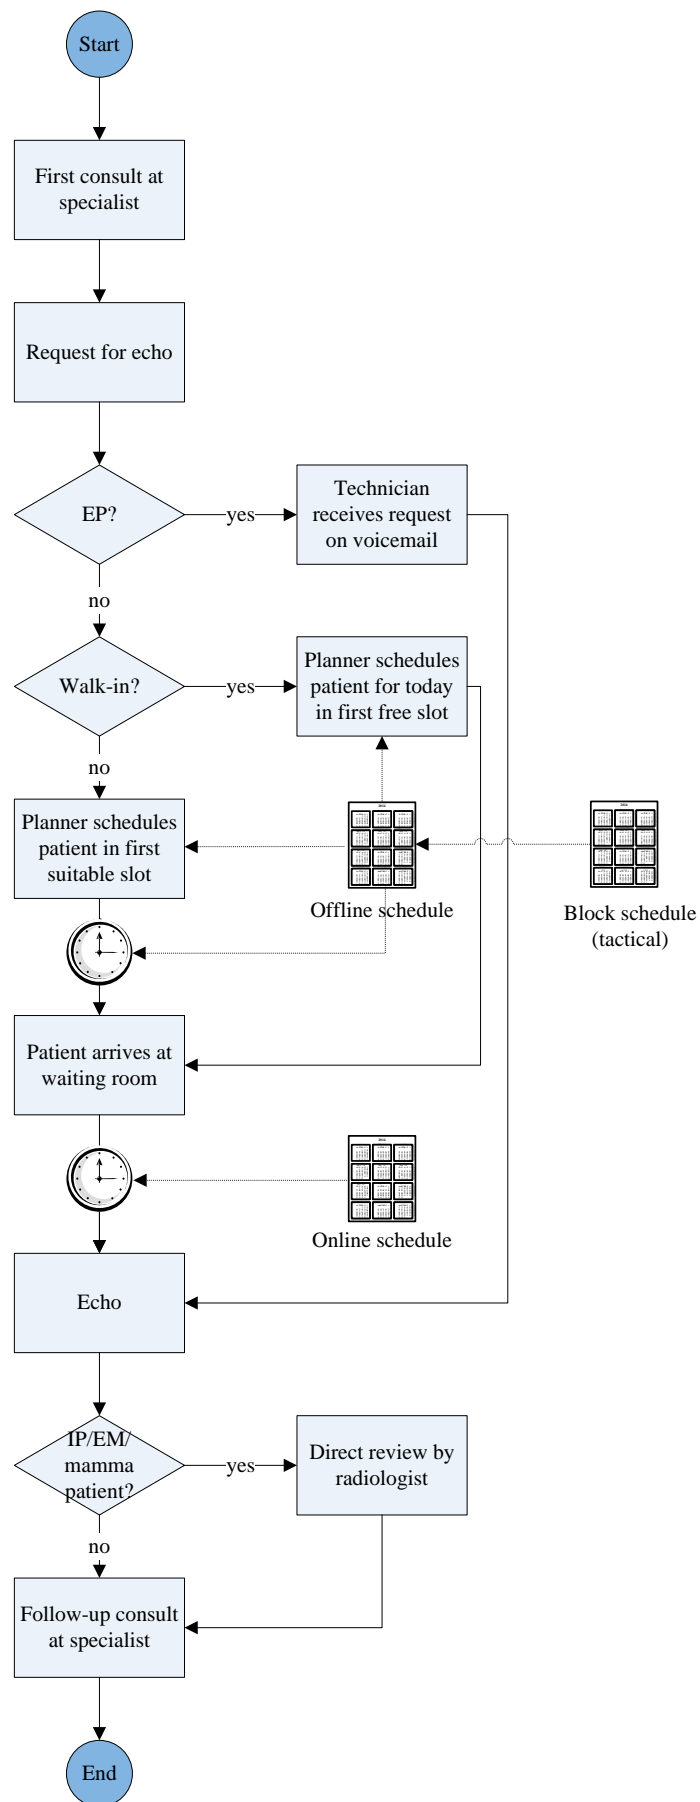 Start
First consult at
specialist
Request for echo
EP?
yes
Technician
receives request
on voicemail
no
Walk-in?
yes
Planner schedules
patient for today
in first free slot
no
Planner schedules
patient in first
suitable slot
Offline schedule
Block schedule
(tactical)
Patient arrives at
waiting room
Online schedule
Echo
IP/EM/
mamma
patient?
yes
Direct review by
radiologist
no
Follow-up consult
at specialist
End